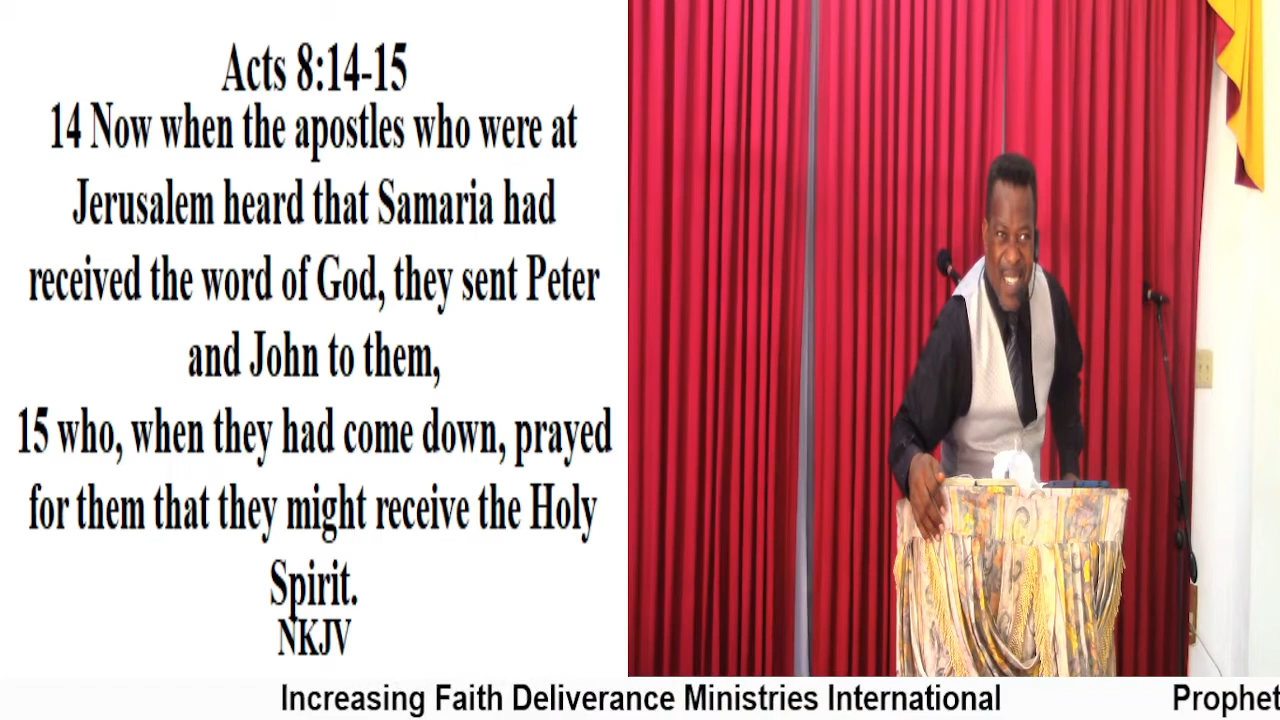 Acts 8:14-15
14 Now when the apostles who were at
Jerusalem heard that Samaria had
received the word of God, they sent Peter
and John to them,
15 who, when they had come down, prayed
for them that they might receive the Holy
Spirit.
NKJV
Increasing Faith Deliverance Ministries International
Prophet